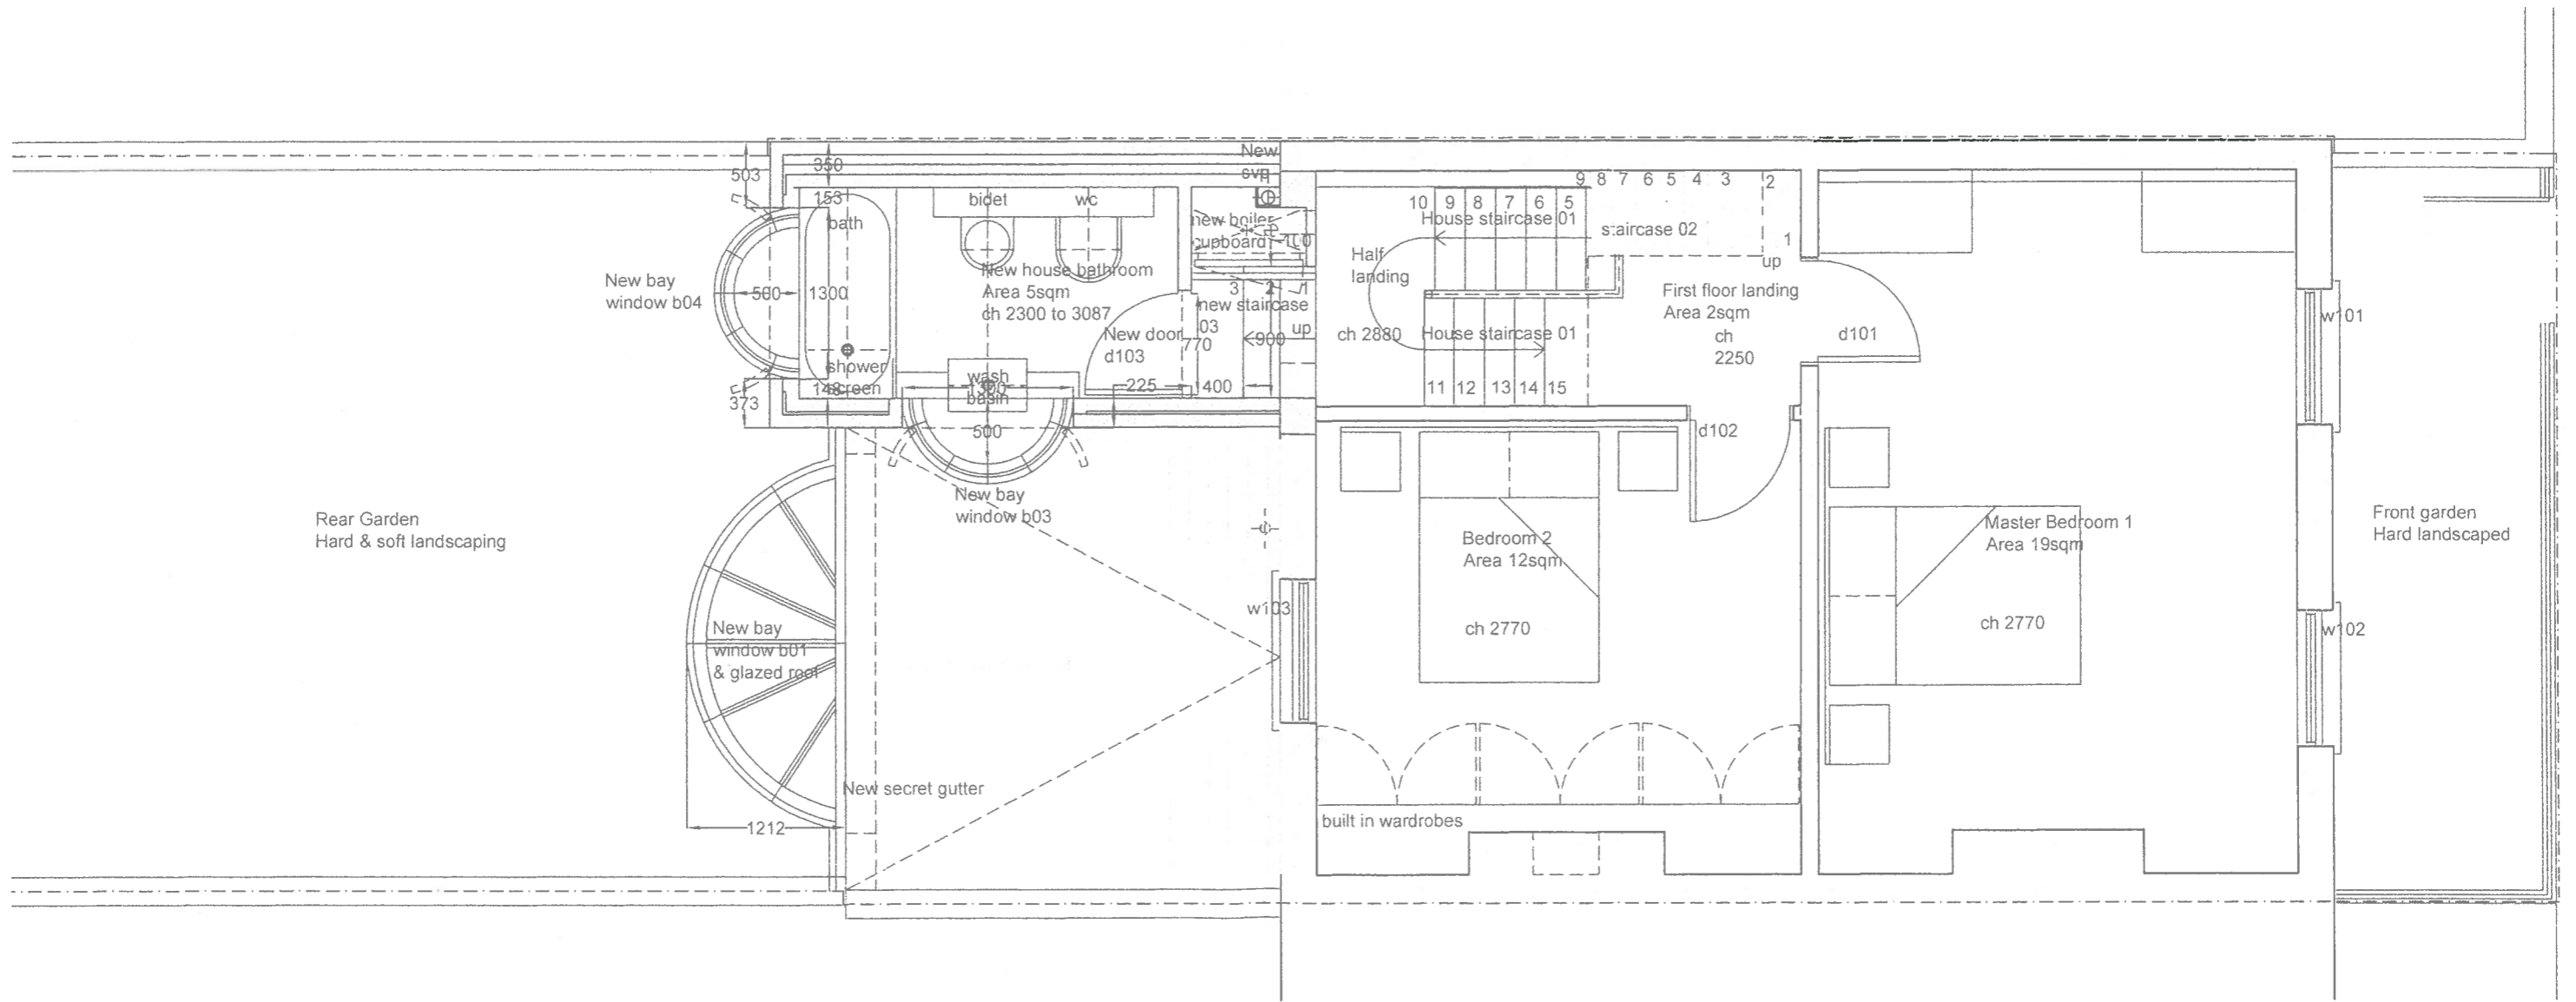 New
svp
350
503
153
bath
bidet
wc
new boiler
cupboard
100
New bay
window b04
500
1300
New house bathroom
Area 5sqm
ch 2300 to 3087
3
2
1
new staircase
up
New door
d103
03
770
900
shower
screen
148
373
wash
basin
1300
225
400
500
New bay
window b03
9
8
7
6
5
4
3
2
10
9
8
7
6
5
House staircase 01
staircase 02
1
up
Half
landing
ch 2880
House staircase 01
11
12
13
14
15
First floor landing
Area 2sqm
ch
2250
d101
d102
w101
w102
w103
Rear Garden
Hard & soft landscaping
New bay
window b01
& glazed roof
New secret gutter
1212
Bedroom 2
Area 12sqm
ch 2770
built in wardrobes
Master Bedroom 1
Area 19sqm
ch 2770
Front garden
Hard landscaped